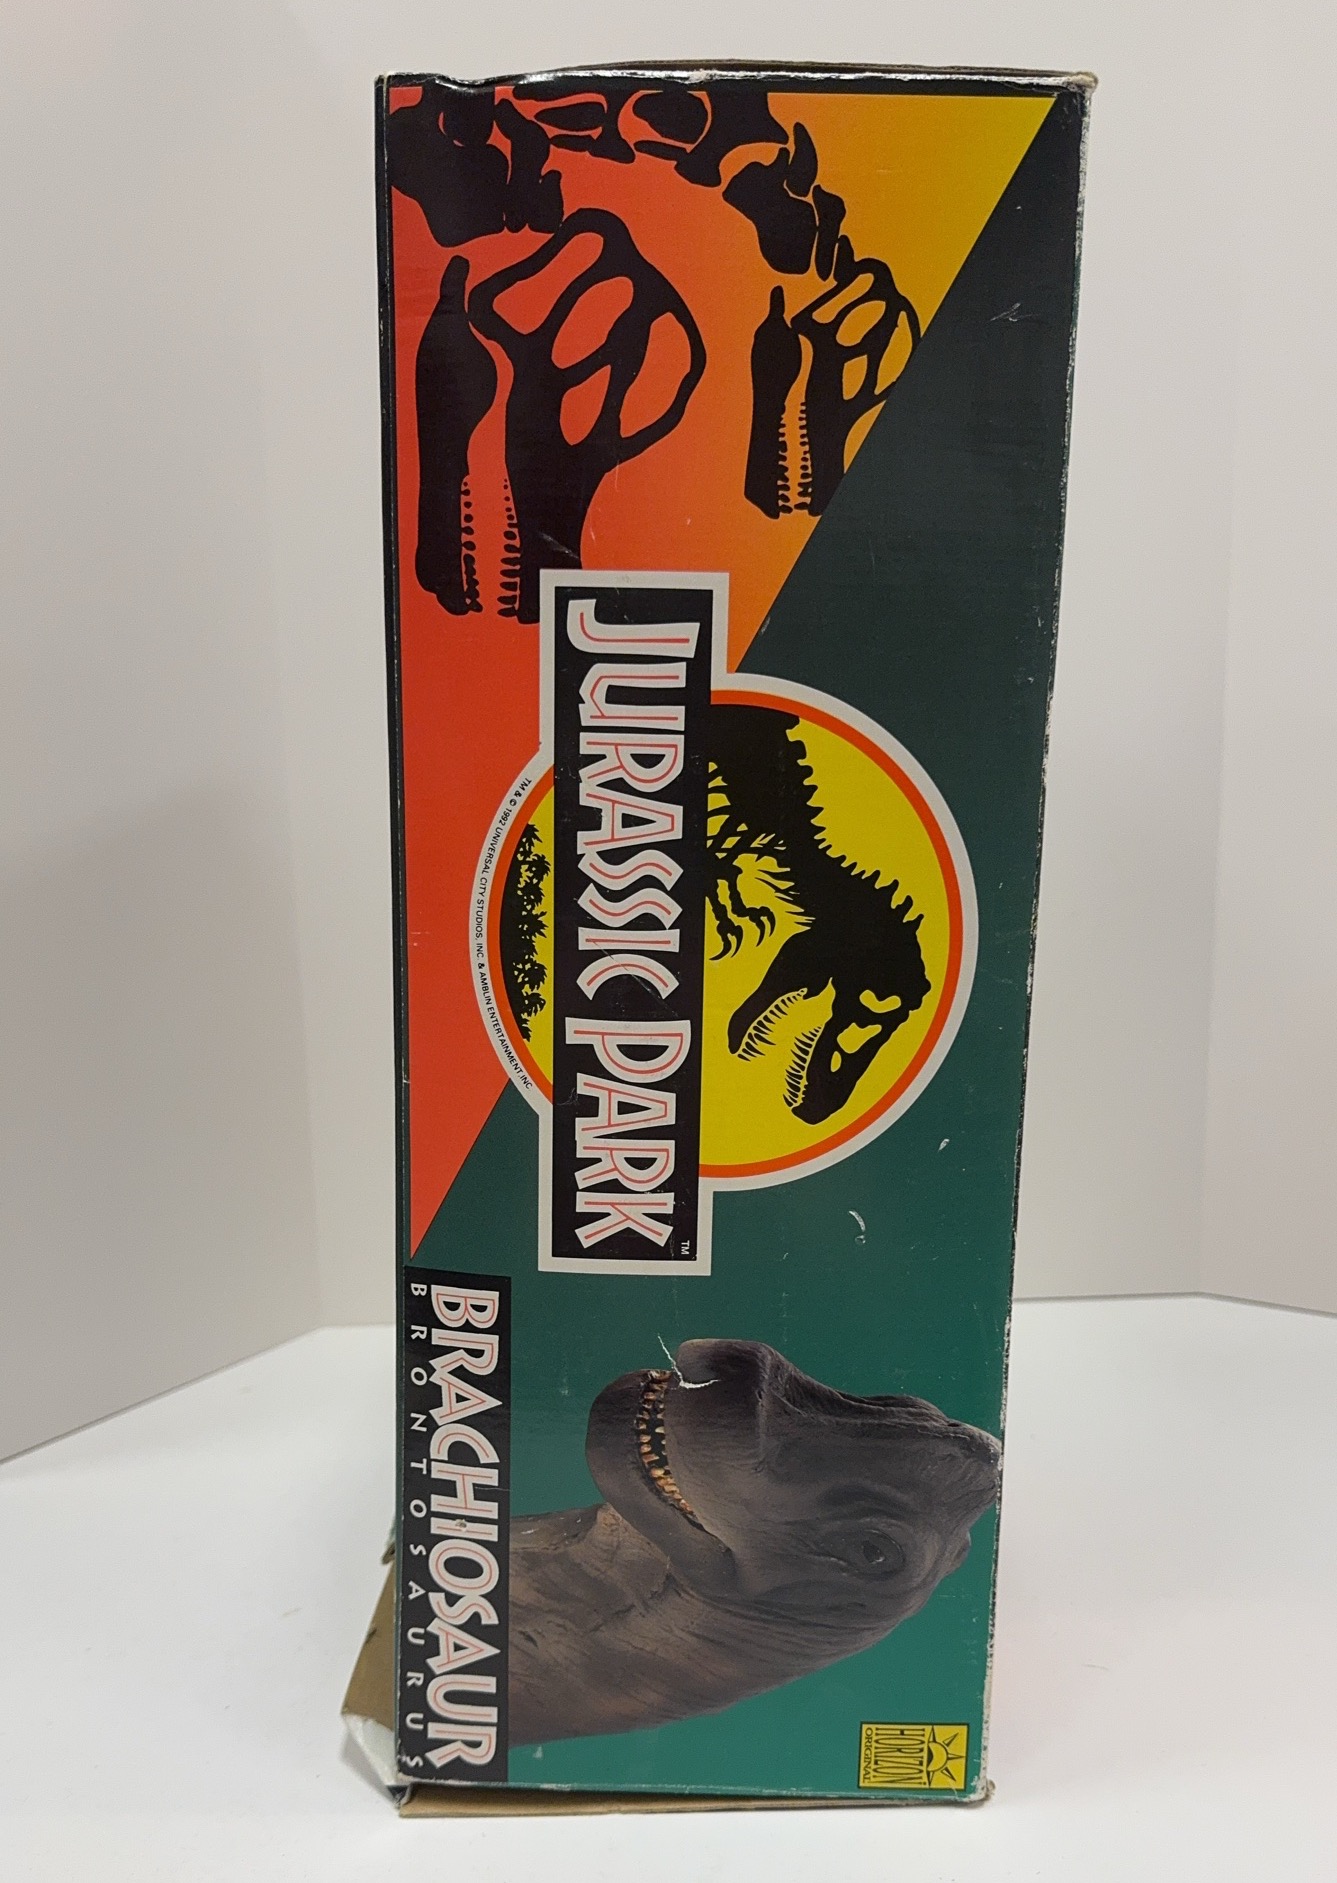 JURASSIC PARK
TM
TM & © 1992 UNIVERSAL CITY STUDIOS, INC. & AMBLIN ENTERTAINMENT, INC
BRACHIOSAUR
BRONTOSAURUS
HORIZON
ORIGINAL